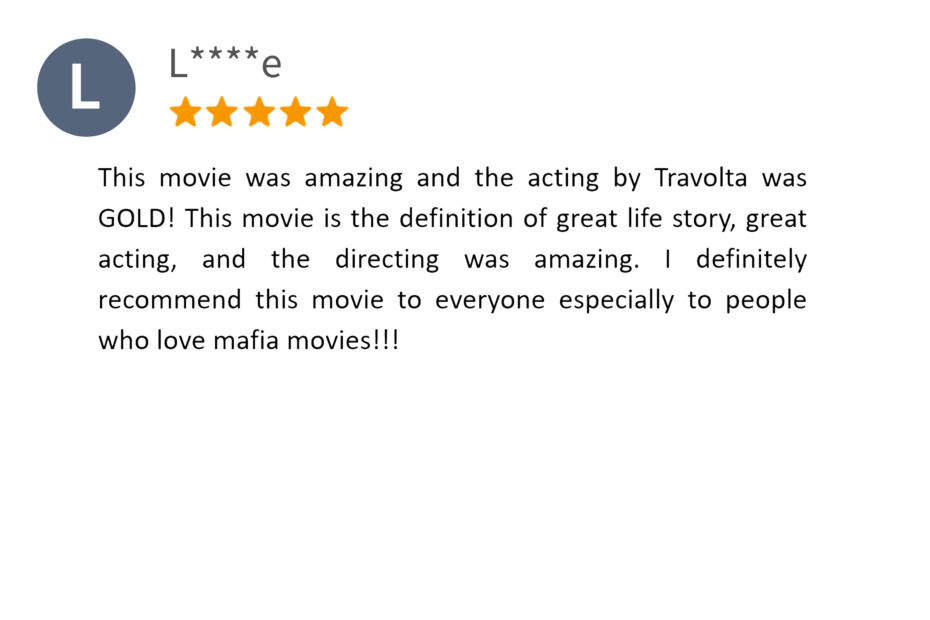 L
L****e
This movie was amazing and the acting by Travolta was
GOLD! This movie is the definition of great life story, great
acting, and the directing was amazing. I definitely
recommend this movie to everyone especially to people
who love mafia movies!!!